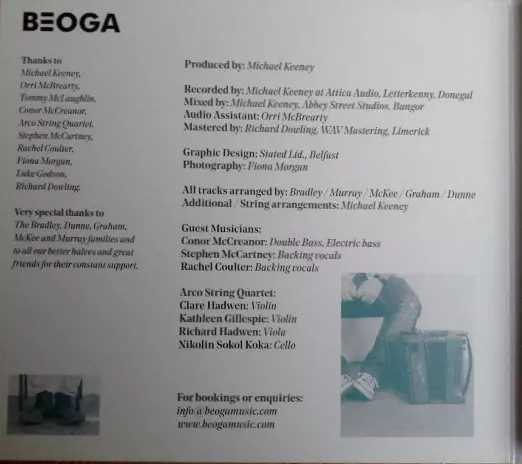 BEOGA
Thanks to
Michael Keeney,
Orri McBrearty,
Tommy McLaughlin,
Conor McCreanor,
Arco String Quartet,
Stephen McCartney,
Rachel Coulter,
Fiona Morgan,
Luke Godson,
Richard Dowling.
Very special thanks to
The Bradley, Dunne, Graham,
McKee and Murray families and
to all our better halves and great
friends for their constant support.
Produced by: Michael Keeney
Recorded by: Michael Keeney at Attica Audio, Letterkenny, Donegal
Mixed by: Michael Keeney, Abbey Street Studios, Bangor
Audio Assistant: Orri McBrearty
Mastered by: Richard Dowling, WAV Mastering, Limerick
Graphic Design: Stated Ltd., Belfast
Photography: Fiona Morgan
All tracks arranged by: Bradley / Murray / McKee / Graham / Dunne
Additional / String arrangements: Michael Keeney
Guest Musicians:
Conor McCreanor: Double Bass, Electric bass
Stephen McCartney: Backing vocals
Rachel Coulter: Backing vocals
Arco String Quartet:
Clare Hadwen: Violin
Kathleen Gillespie: Violin
Richard Hadwen: Viola
Nikolin Sokol Koka: Cello
For bookings or enquiries:
info@beogamusic.com
www.beogamusic.com